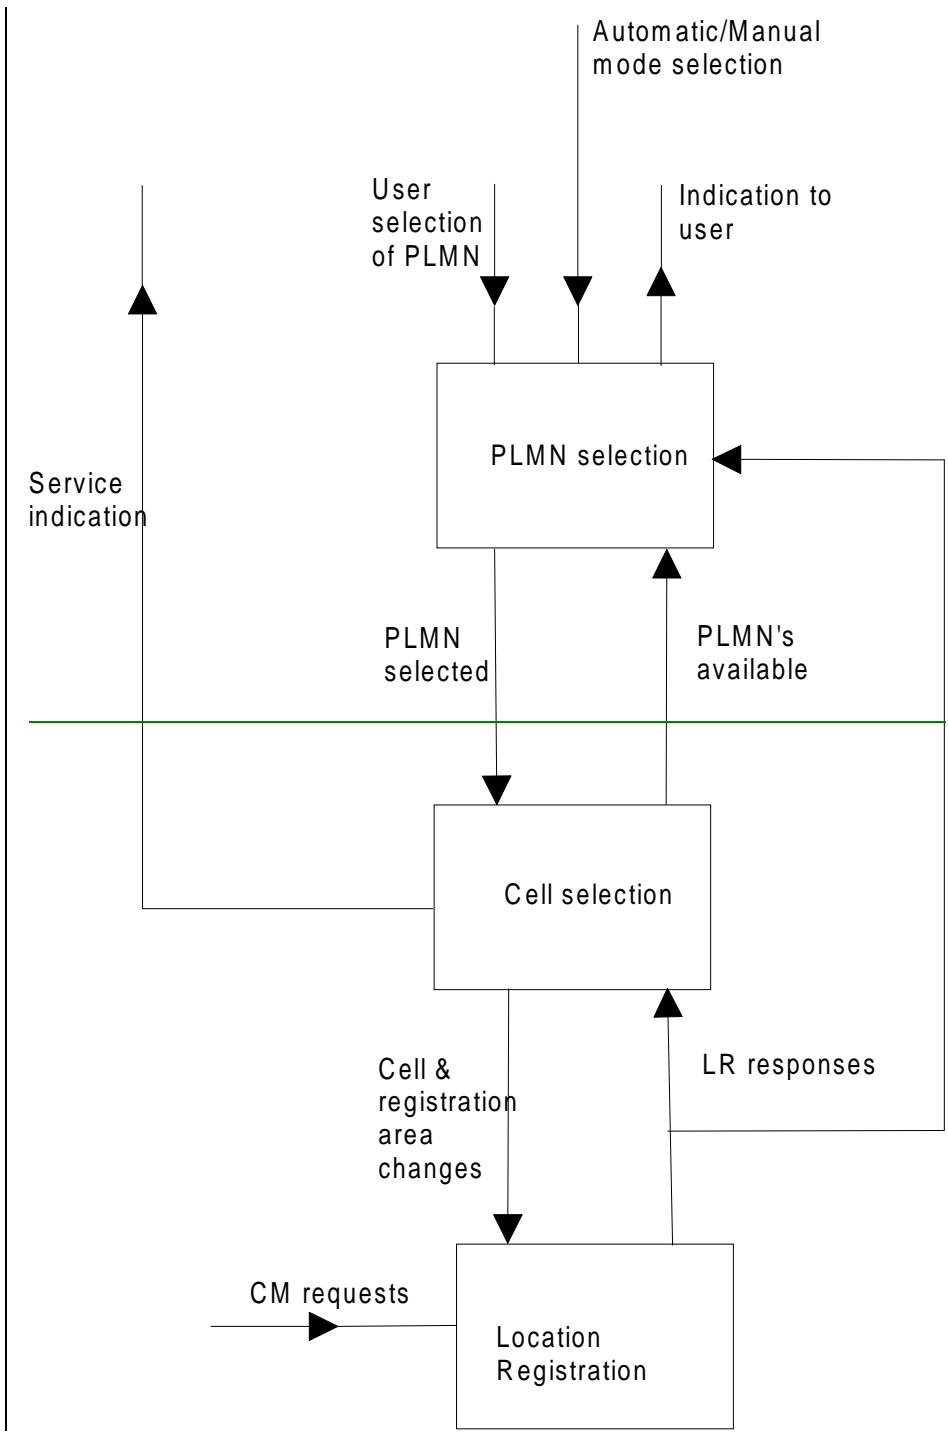 Automatic/Manual
mode selection
User
selection
of PLMN
Indication to
user
PLMN selection
Service
indication
PLMN
selected
PLMN's
available
Cell selection
Cell &
registration
area
changes
LR responses
CM requests
Location
Registration